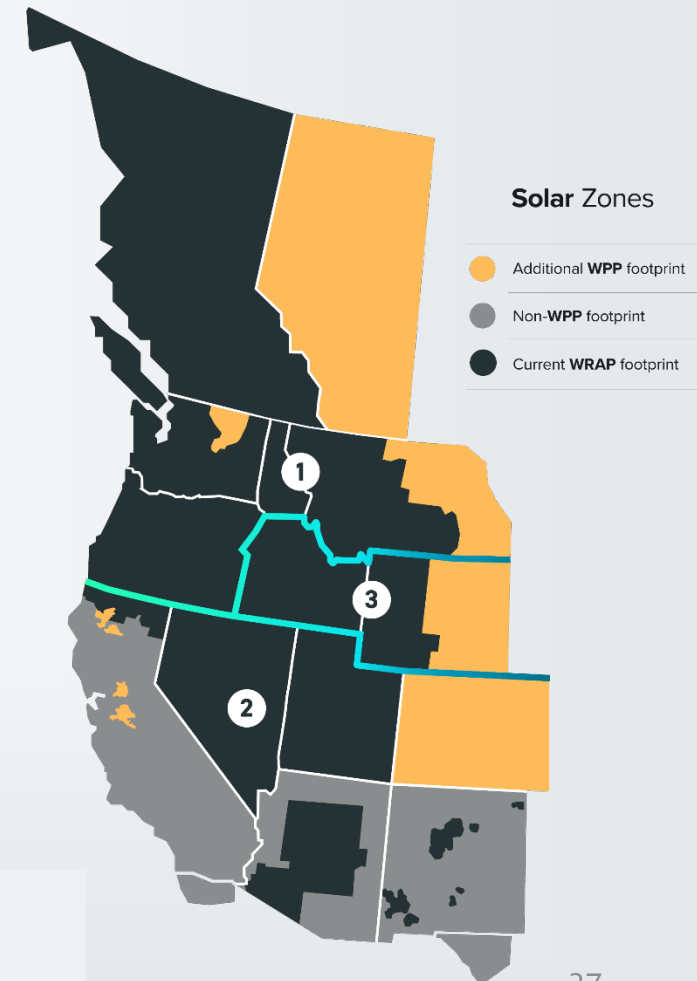 Solar Zones
Additional WPP footprint
Non-WPP footprint
Current WRAP footprint
1
3
2